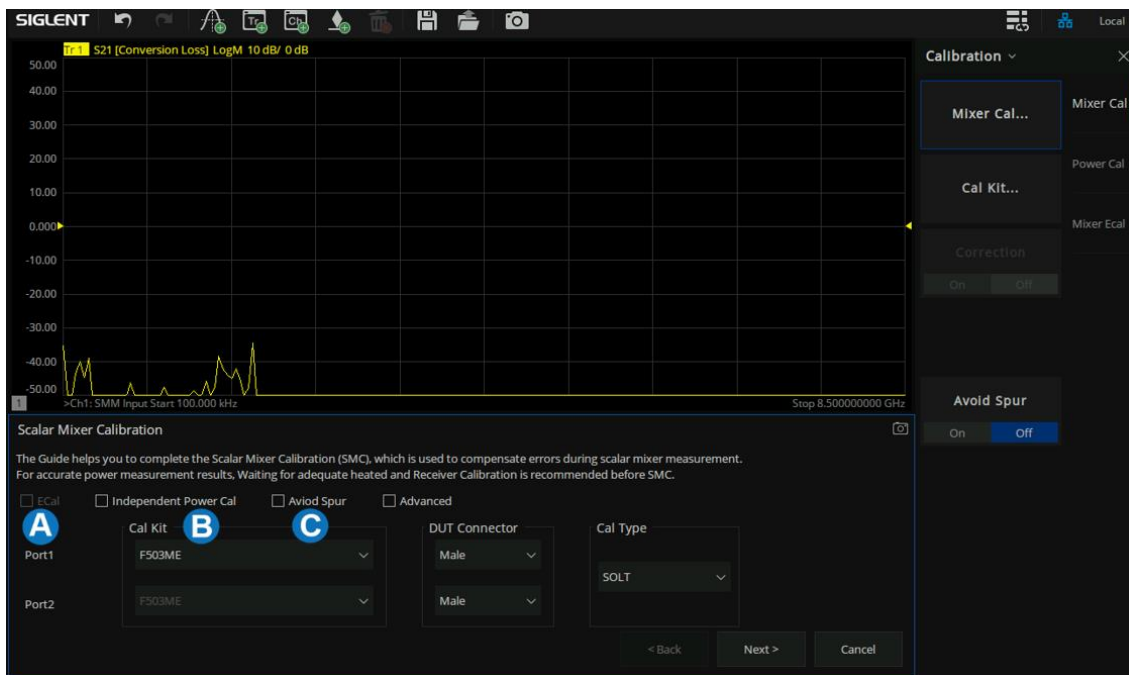 SIGLENT Tr Ch Local
Tr 1 S21 [Conversion Loss] LogM 10 dB/ 0 dB
50.00
40.00
30.00
20.00
10.00
0.000
-10.00
-20.00
-30.00
-40.00
-50.00
1 >Ch1: SMM Input Start 100.000 kHz Stop 8.500000000 GHz
Calibration
Mixer Cal...
Mixer Cal
Power Cal
Cal Kit...
Mixer Ecal
Correction
On Off
Avoid Spur
On Off
Scalar Mixer Calibration
The Guide helps you to complete the Scalar Mixer Calibration (SMC), which is used to compensate errors during scalar mixer measurement.
For accurate power measurement results, Waiting for adequate heated and Receiver Calibration is recommended before SMC.
ECal Independent Power Cal Aviod Spur Advanced
A B C
Cal Kit DUT Connector Cal Type
Port1 F503ME Male
SOLT
Port2 F503ME Male
< Back Next > Cancel